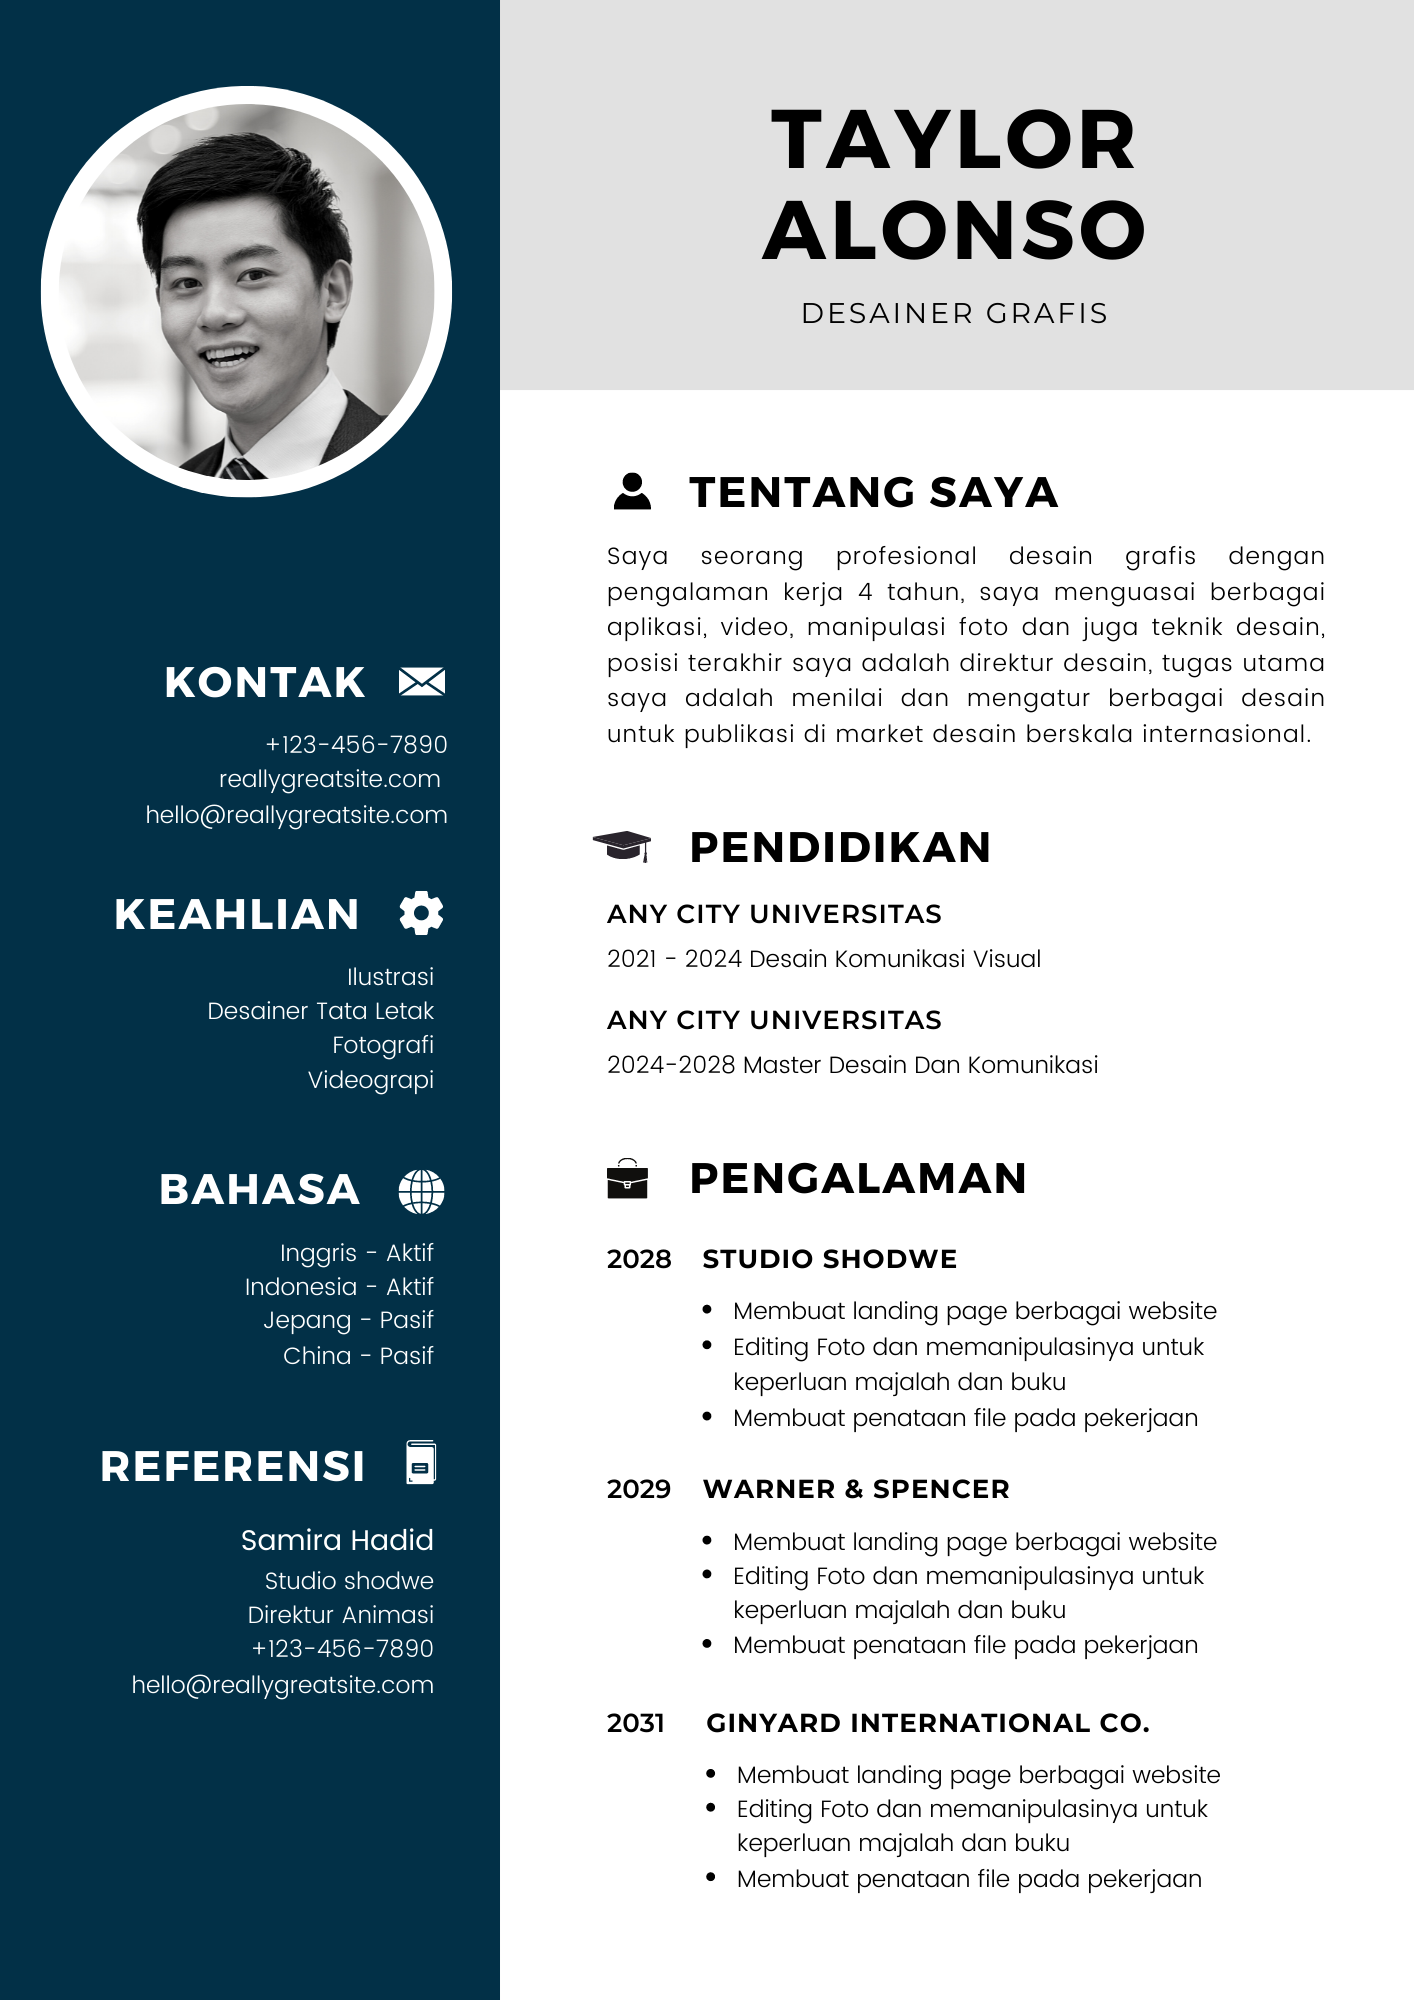 TAYLOR
ALONSO
DESAINER GRAFIS
KONTAK
+123-456-7890
reallygreatsite.com
hello@reallygreatsite.com
KEAHLIAN
Ilustrasi
Desainer Tata Letak
Fotografi
Videograpi
BAHASA
Inggris - Aktif
Indonesia - Aktif
Jepang - Pasif
China - Pasif
REFERENSI
Samira Hadid
Studio shodwe
Direktur Animasi
+123-456-7890
hello@reallygreatsite.com
TENTANG SAYA
Saya seorang profesional desain grafis dengan
pengalaman kerja 4 tahun, saya menguasai berbagai
aplikasi, video, manipulasi foto dan juga teknik desain,
posisi terakhir saya adalah direktur desain, tugas utama
saya adalah menilai dan mengatur berbagai desain
untuk publikasi di market desain berskala internasional.
PENDIDIKAN
ANY CITY UNIVERSITAS
2021 - 2024 Desain Komunikasi Visual
ANY CITY UNIVERSITAS
2024-2028 Master Desain Dan Komunikasi
PENGALAMAN
2028 STUDIO SHODWE
• Membuat landing page berbagai website
• Editing Foto dan memanipulasinya untuk
keperluan majalah dan buku
• Membuat penataan file pada pekerjaan
2029 WARNER & SPENCER
• Membuat landing page berbagai website
• Editing Foto dan memanipulasinya untuk
keperluan majalah dan buku
• Membuat penataan file pada pekerjaan
2031 GINYARD INTERNATIONAL CO.
• Membuat landing page berbagai website
• Editing Foto dan memanipulasinya untuk
keperluan majalah dan buku
• Membuat penataan file pada pekerjaan